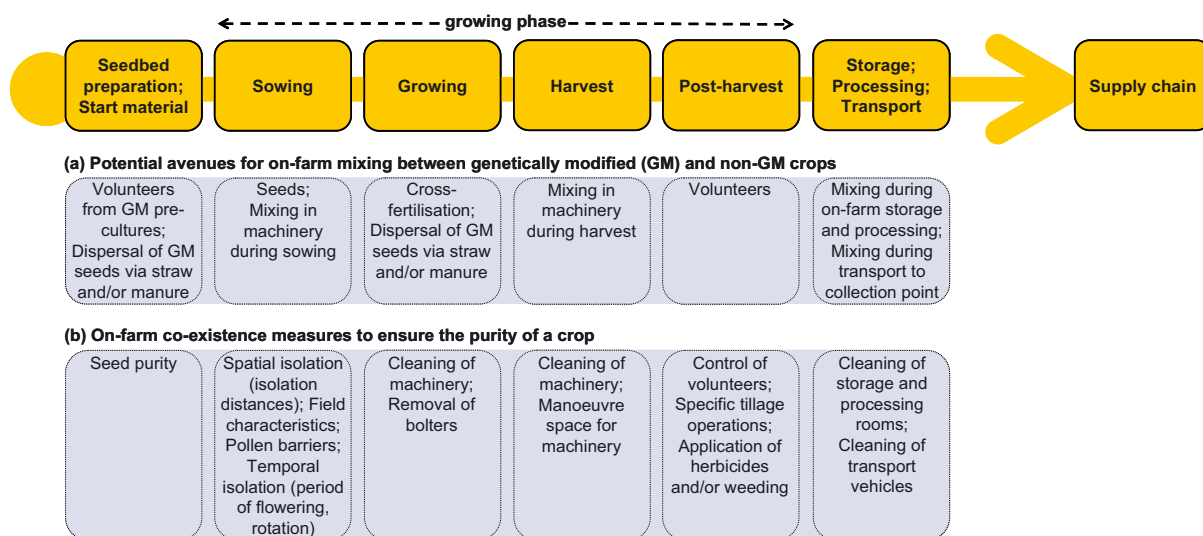 growing phase
Seedbed
preparation;
Start material
Sowing
Growing
Harvest
Post-harvest
Storage;
Processing;
Transport
Supply chain
(a) Potential avenues for on-farm mixing between genetically modified (GM) and non-GM crops
Volunteers
from GM pre-
cultures;
Dispersal of GM
seeds via straw
and/or manure
Seeds;
Mixing in
machinery
during sowing
Cross-
fertilisation;
Dispersal of GM
seeds via straw
and/or manure
Mixing in
machinery
during harvest
Volunteers
Mixing during
on-farm storage
and processing;
Mixing during
transport to
collection point
(b) On-farm co-existence measures to ensure the purity of a crop
Seed purity
Spatial isolation
(isolation
distances); Field
characteristics;
Pollen barriers;
Temporal
isolation (period
of flowering,
rotation)
Cleaning of
machinery;
Removal of
bolters
Cleaning of
machinery;
Manoeuvre
space for
machinery
Control of
volunteers;
Specific tillage
operations;
Application of
herbicides
and/or weeding
Cleaning of
storage and
processing
rooms;
Cleaning of
transport
vehicles